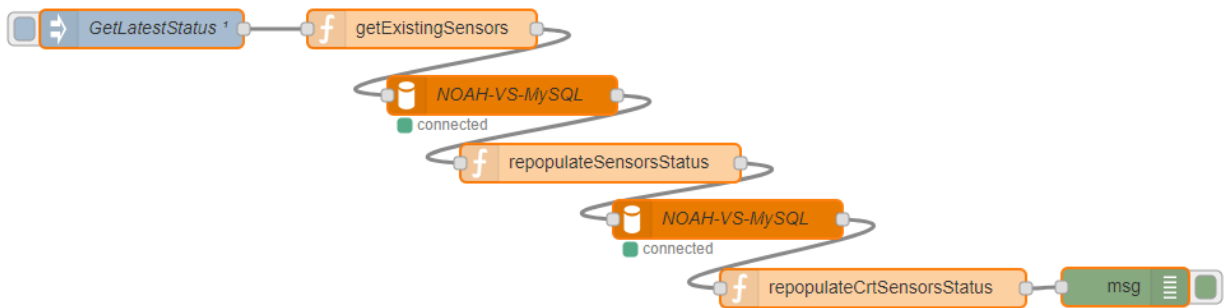 GetLatestStatus ¹
getExistingSensors
NOAH-VS-MySQL
connected
repopulateSensorsStatus
NOAH-VS-MySQL
connected
repopulateCrtSensorsStatus
msg